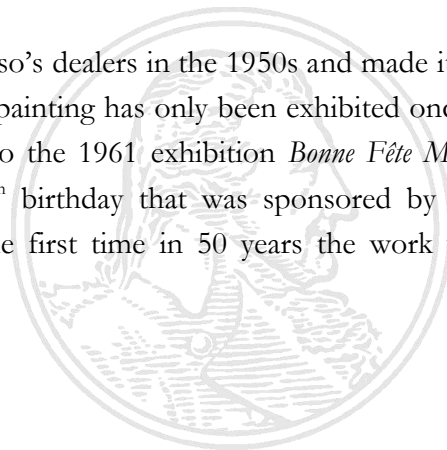 so's dealers in the 1950s and made it
painting has only been exhibited onc
o the 1961 exhibition Bonne Fête M
birthday that was sponsored by
e first time in 50 years the work